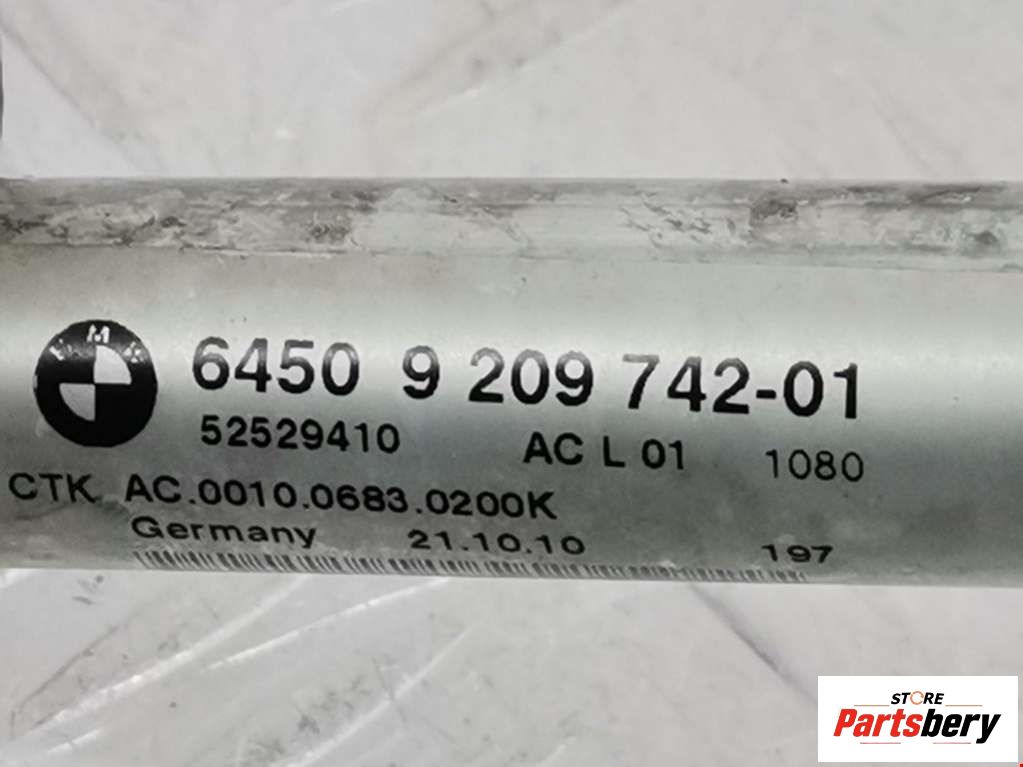 BMW
6450 9 209 742-01
52529410 AC L 01 1080
CTK AC.0010.0683.0200K
Germany 21.10.10 197
STORE
Partsbery